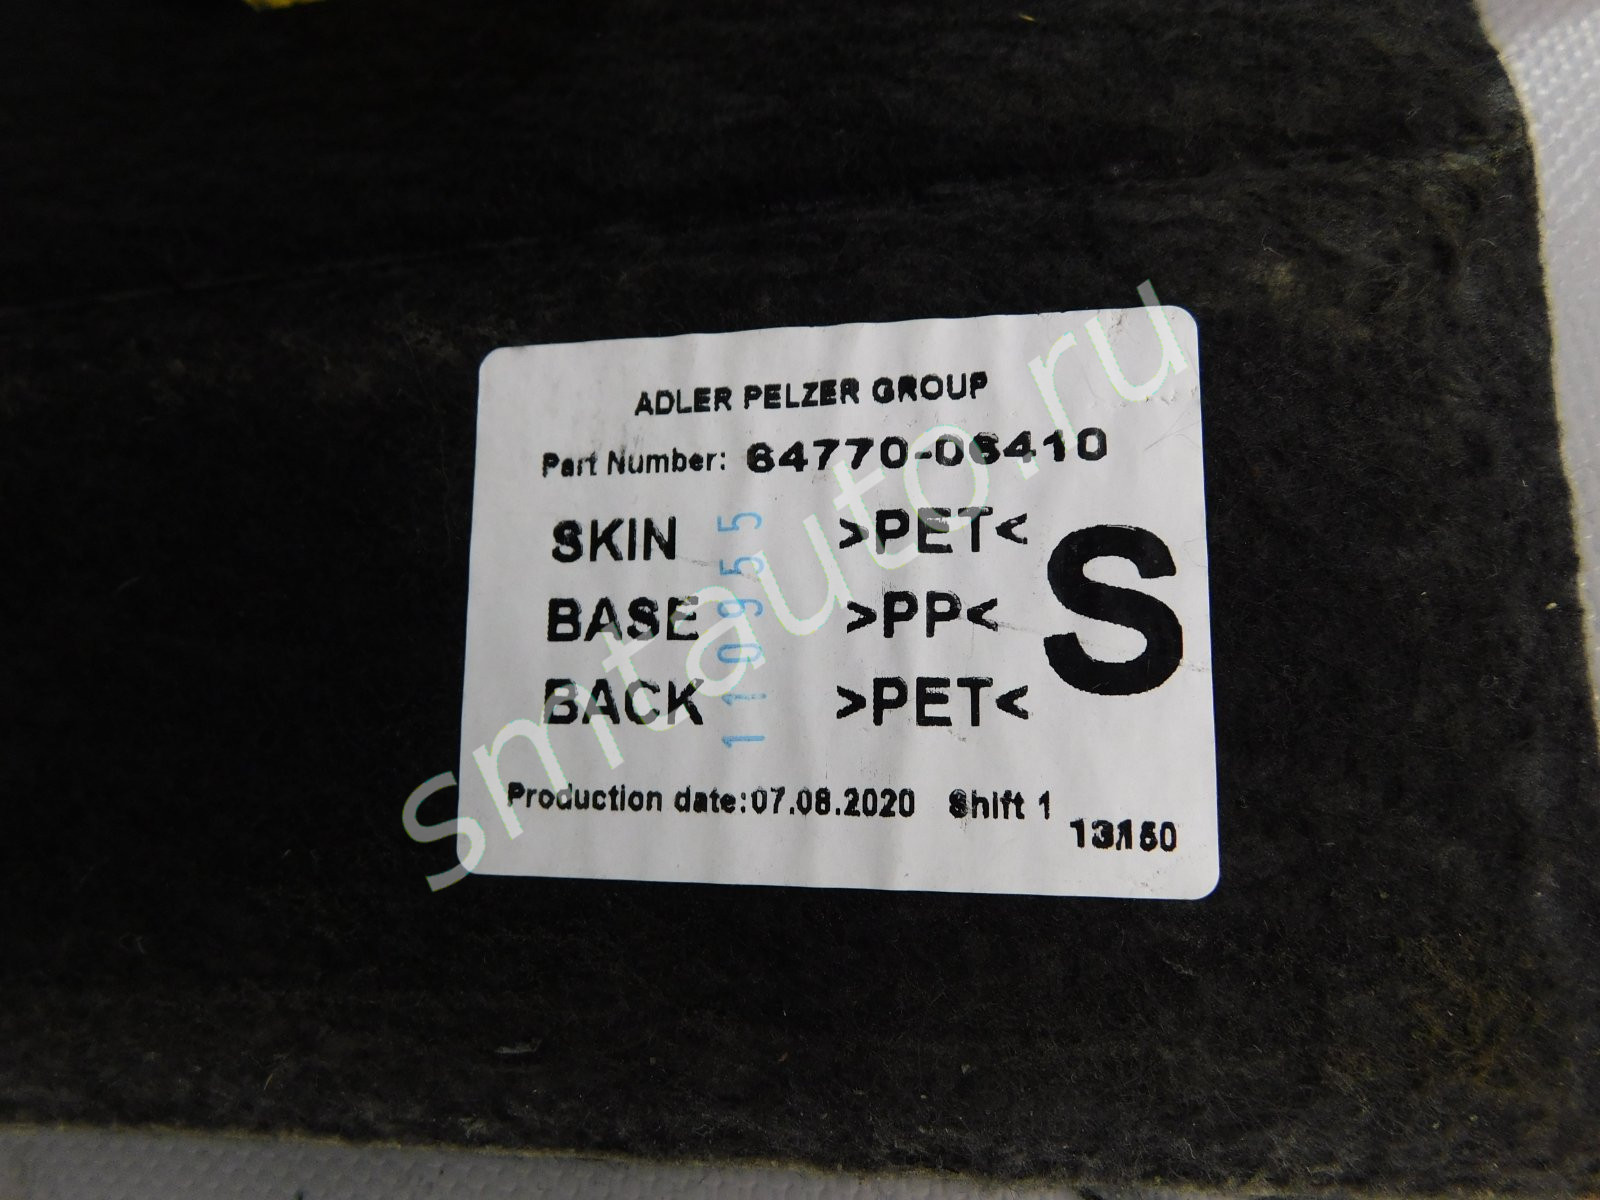 ADLER PELZER GROUP
Part Number: 64770-06410
SKIN >PET<
BASE >PP<
BACK >PET<
S
110955
Production date:07.08.2020 Shift 1
smtauto.ru